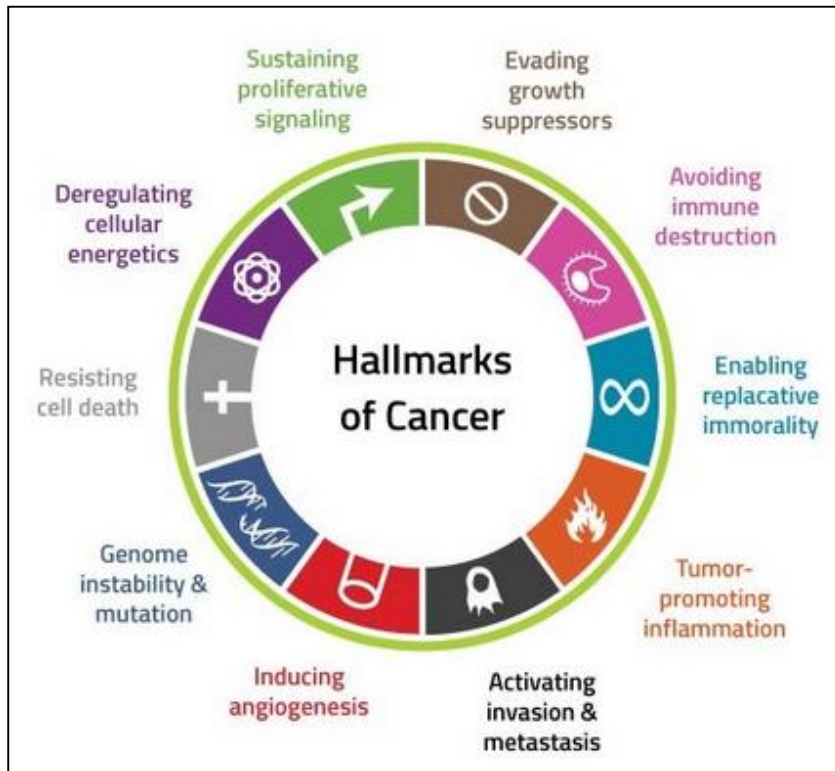 Sustaining
proliferative
signaling
Evading
growth
suppressors
Avoiding
immune
destruction
Enabling
replacative
immorality
Tumor-
promoting
inflammation
Activating
invasion &
metastasis
Inducing
angiogenesis
Genome
instability &
mutation
Resisting
cell death
Deregulating
cellular
energetics
Hallmarks
of Cancer